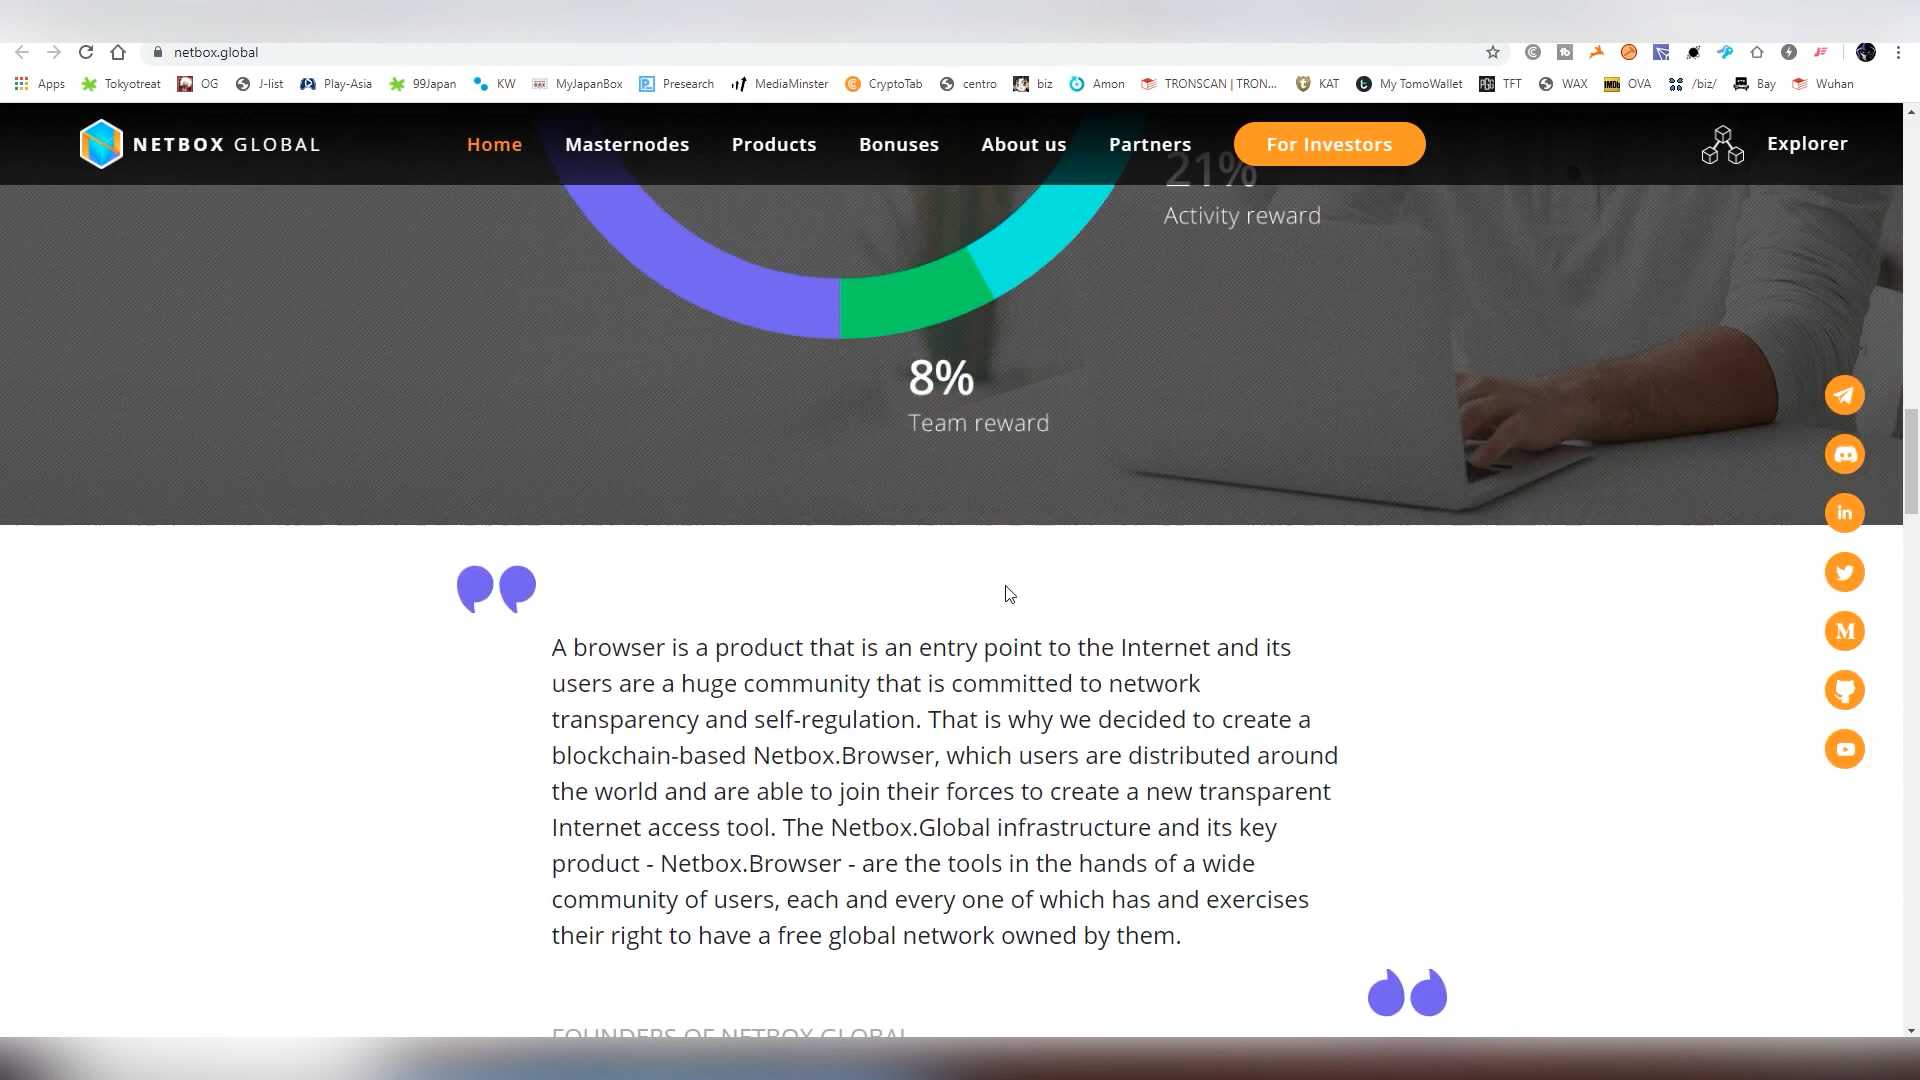 netbox.global
Apps Tokyotreat OG J-list Play-Asia 99Japan KW MyJapanBox Presearch MediaMinster CryptoTab centro biz Amon TRONSCAN | TRON... KAT My TomoWallet TFT WAX OVA /biz/ Bay Wuhan
NETBOX GLOBAL Home Masternodes Products Bonuses About us Partners For Investors Explorer
21%
Activity reward
8%
Team reward
A browser is a product that is an entry point to the Internet and its
users are a huge community that is committed to network
transparency and self-regulation. That is why we decided to create a
blockchain-based Netbox.Browser, which users are distributed around
the world and are able to join their forces to create a new transparent
Internet access tool. The Netbox.Global infrastructure and its key
product - Netbox.Browser - are the tools in the hands of a wide
community of users, each and every one of which has and exercises
their right to have a free global network owned by them.
FOUNDERS OF NETBOX GLOBAL